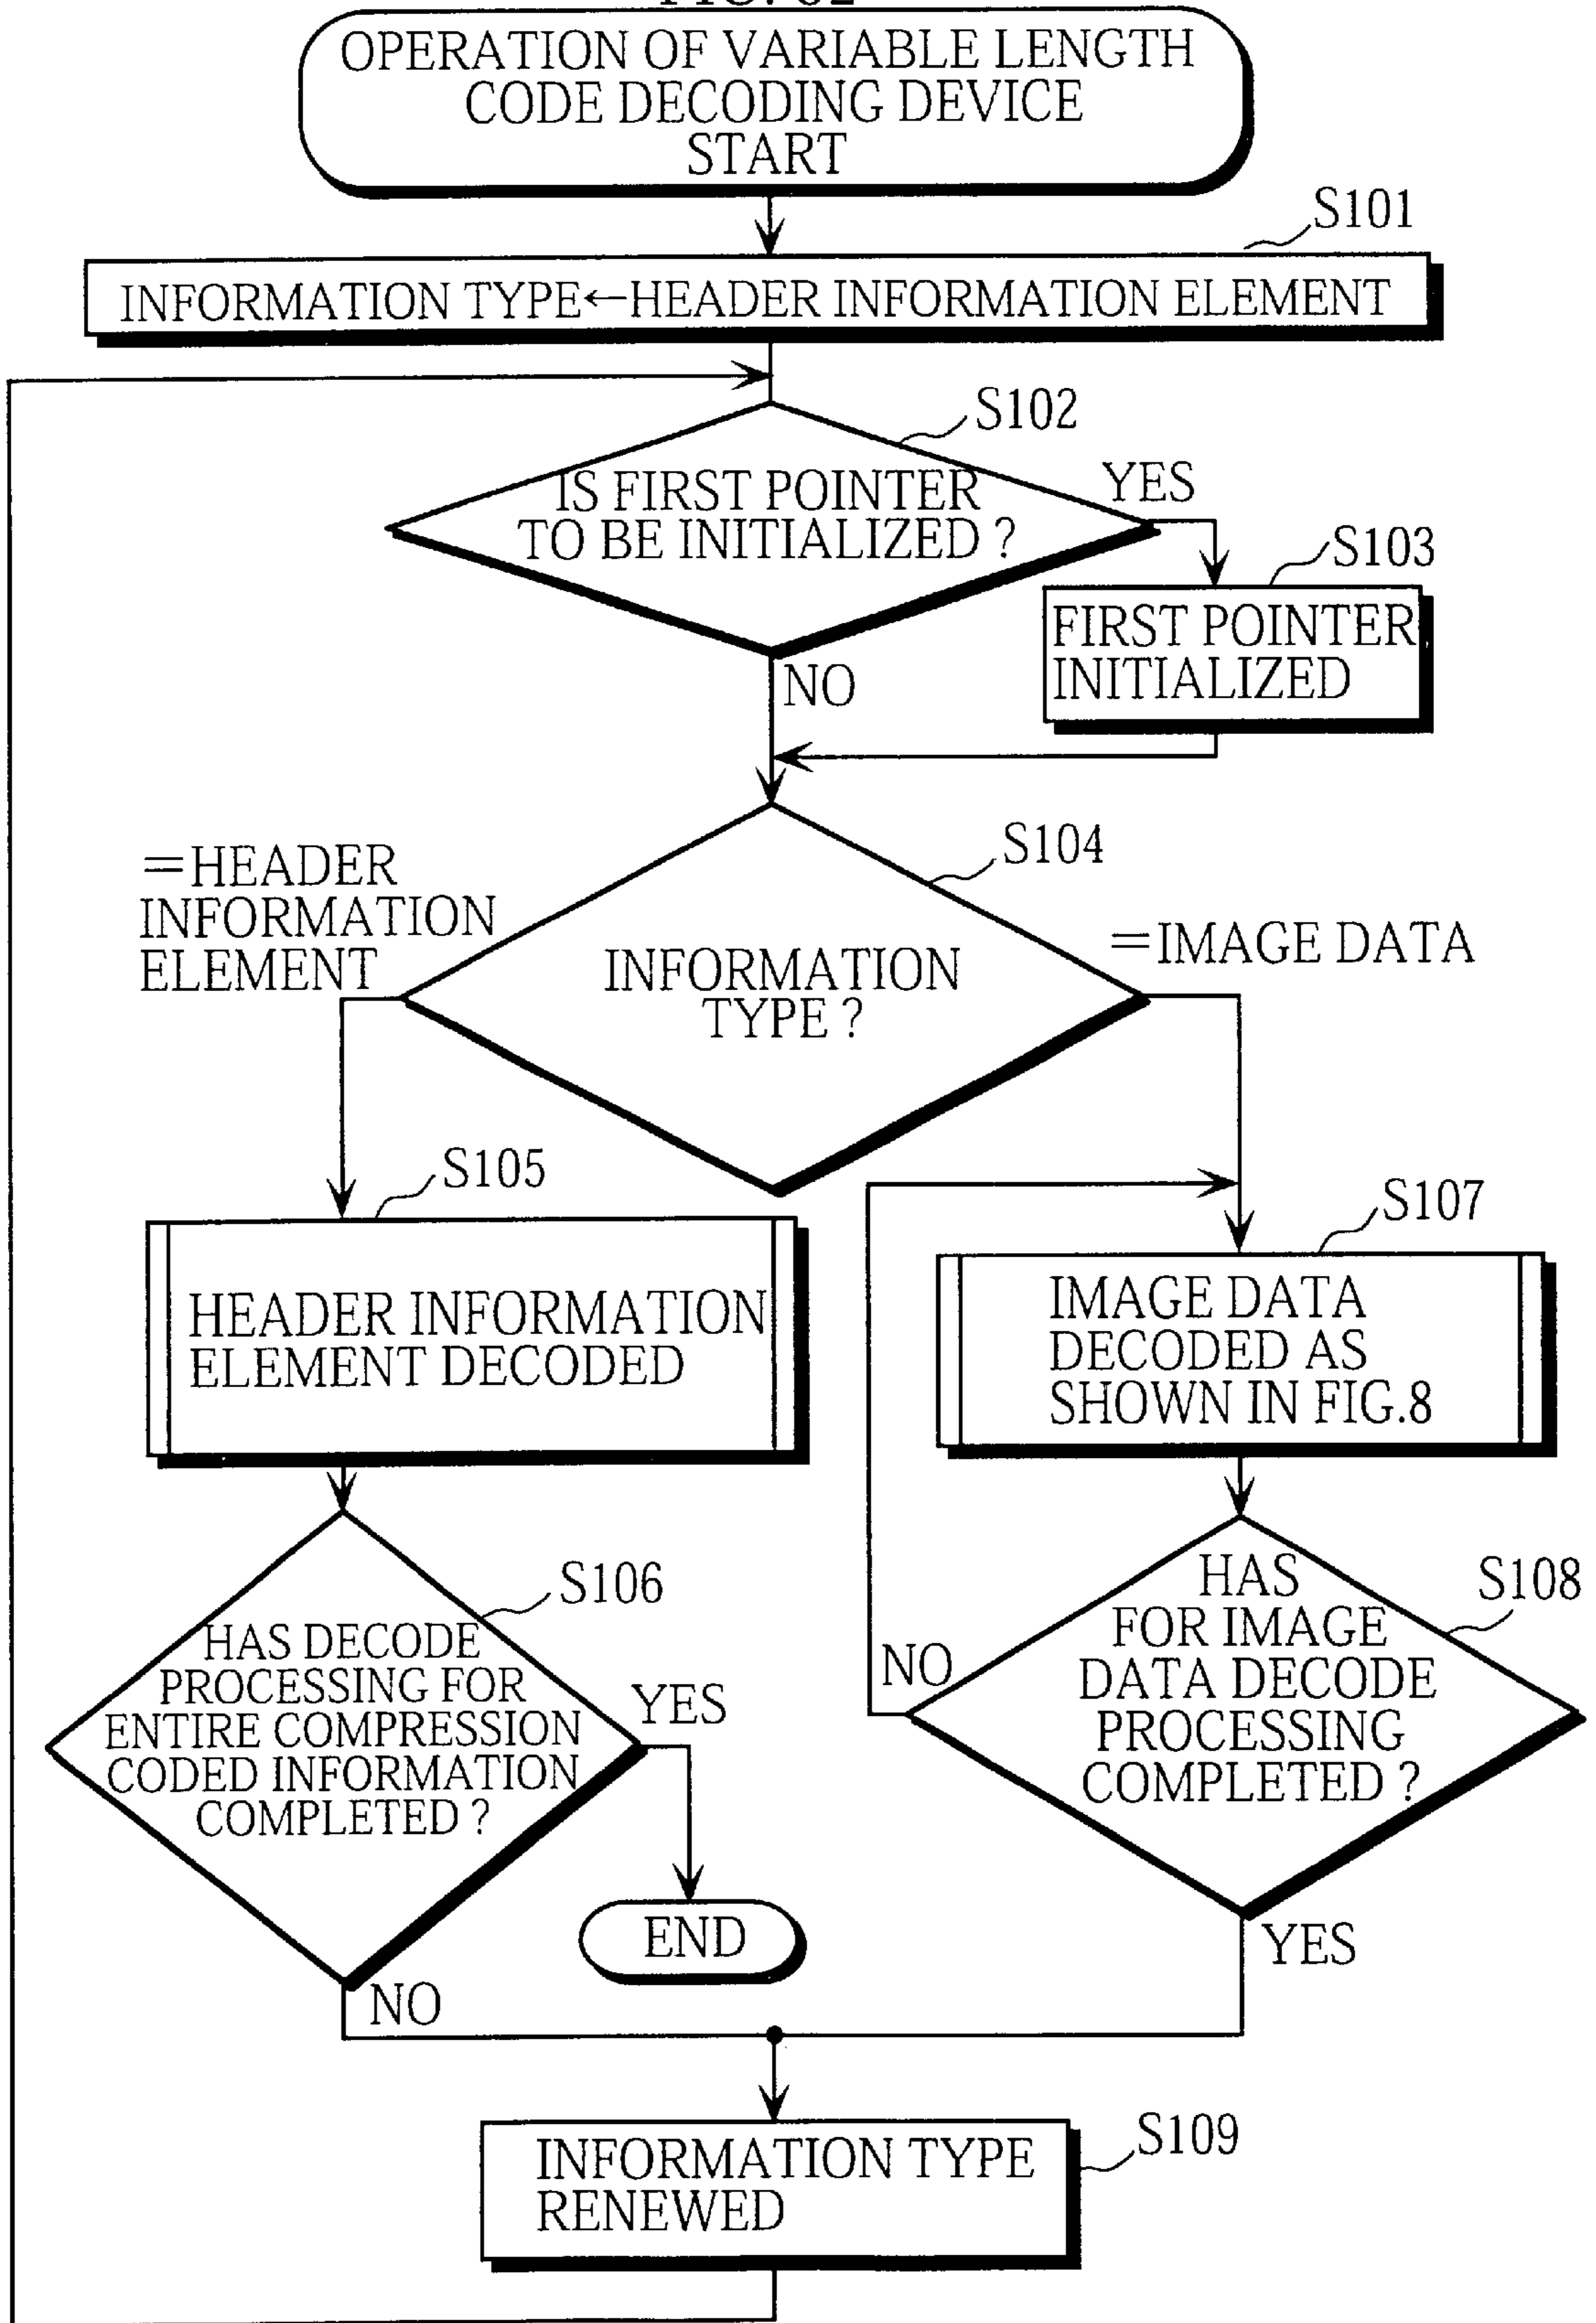 OPERATION OF VARIABLE LENGTH
CODE DECODING DEVICE
START
S101
INFORMATION TYPE←HEADER INFORMATION ELEMENT
S102
IS FIRST POINTER
TO BE INITIALIZED ?
YES
S103
FIRST POINTER
INITIALIZED
NO
S104
=HEADER
INFORMATION
ELEMENT
INFORMATION
TYPE ?
=IMAGE DATA
S105
HEADER INFORMATION
ELEMENT DECODED
S107
IMAGE DATA
DECODED AS
SHOWN IN FIG.8
S106
HAS DECODE
PROCESSING FOR
ENTIRE COMPRESSION
CODED INFORMATION
COMPLETED ?
YES
END
NO
S108
HAS
FOR IMAGE
DATA DECODE
PROCESSING
COMPLETED ?
NO
YES
S109
INFORMATION TYPE
RENEWED